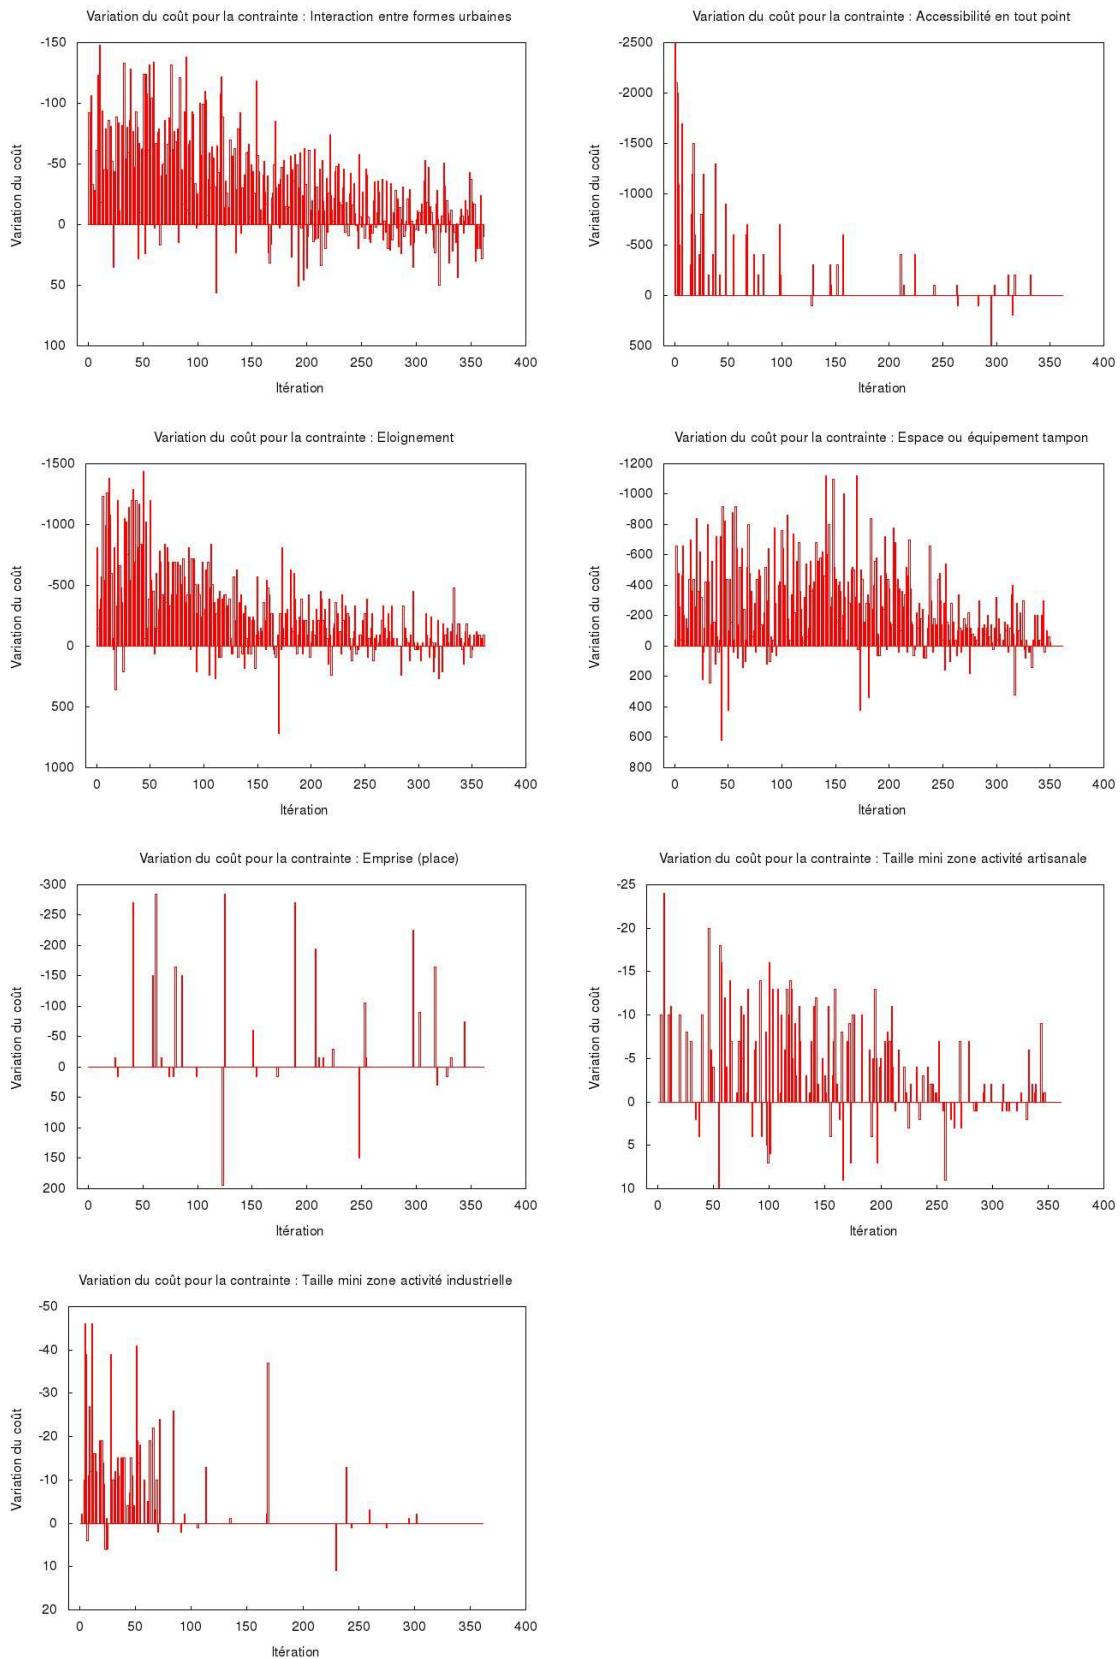 Variation du coût pour la contrainte : Interaction entre formes urbaines
-150
-100
-50
0
50
100
Variation du coût
0 50 100 150 200 250 300 350 400
Itération
Variation du coût pour la contrainte : Accessibilité en tout point
-2500
-2000
-1500
-1000
-500
0
500
Variation du coût
0 50 100 150 200 250 300 350 400
Itération
Variation du coût pour la contrainte : Eloignement
-1500
-1000
-500
0
500
1000
Variation du coût
0 50 100 150 200 250 300 350 400
Itération
Variation du coût pour la contrainte : Espace ou équipement tampon
-1200
-1000
-800
-600
-400
-200
0
200
400
600
800
Variation du coût
0 50 100 150 200 250 300 350 400
Itération
Variation du coût pour la contrainte : Emprise (place)
-300
-250
-200
-150
-100
-50
0
50
100
150
200
Variation du coût
0 50 100 150 200 250 300 350 400
Itération
Variation du coût pour la contrainte : Taille mini zone activité artisanale
-25
-20
-15
-10
-5
0
5
10
Variation du coût
0 50 100 150 200 250 300 350 400
Itération
Variation du coût pour la contrainte : Taille mini zone activité industrielle
-50
-40
-30
-20
-10
0
10
20
Variation du coût
0 50 100 150 200 250 300 350 400
Itération